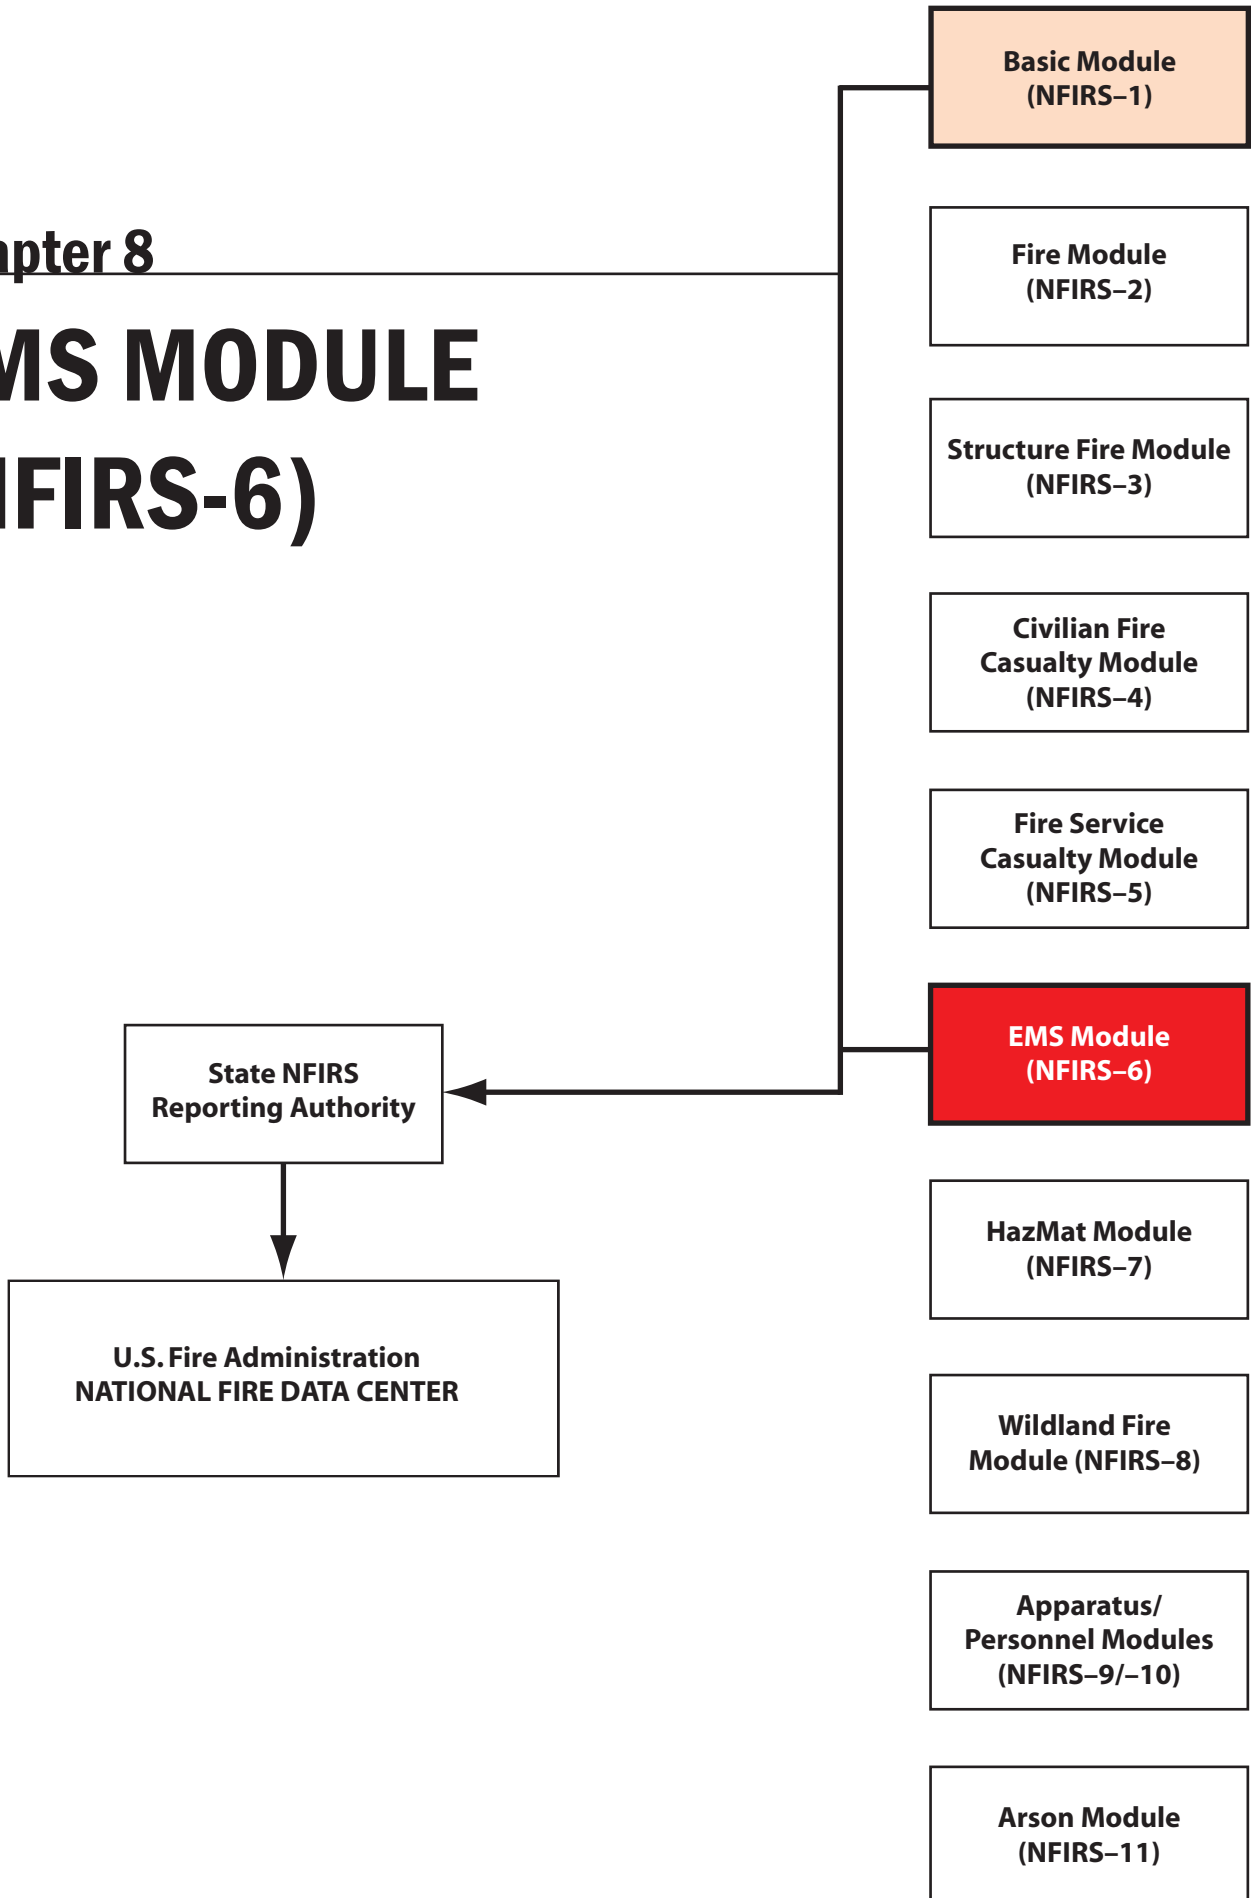 apter 8
MS MODULE
NFIRS-6)
Basic Module
(NFIRS–1)
Fire Module
(NFIRS–2)
Structure Fire Module
(NFIRS–3)
Civilian Fire
Casualty Module
(NFIRS–4)
Fire Service
Casualty Module
(NFIRS–5)
EMS Module
(NFIRS–6)
HazMat Module
(NFIRS–7)
Wildland Fire
Module (NFIRS–8)
Apparatus/
Personnel Modules
(NFIRS–9/–10)
Arson Module
(NFIRS–11)
State NFIRS
Reporting Authority
U.S. Fire Administration
NATIONAL FIRE DATA CENTER